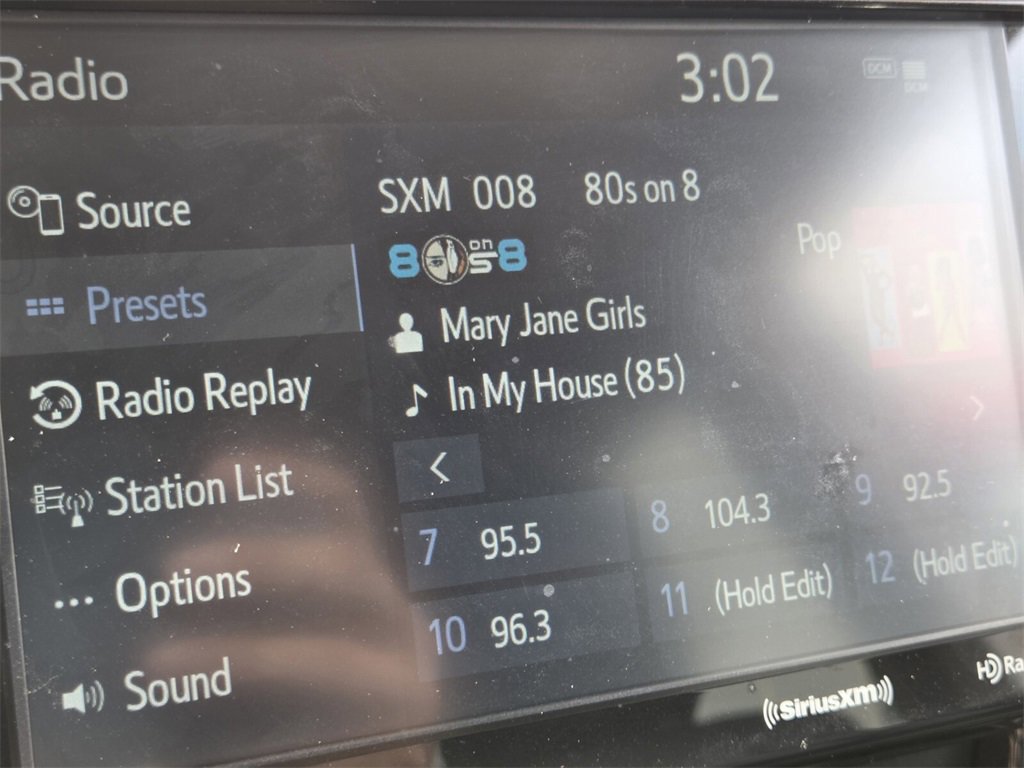 Radio
3:02
DCM
DCM
Source
SXM 008 80s on 8
8 on 8
Pop
Presets
Mary Jane Girls
In My House (85)
Radio Replay
Station List
7 95.5
8 104.3
9 92.5
Options
10 96.3
11 (Hold Edit)
12 (Hold Edit)
Sound
((SiriusXM))
HD Ra